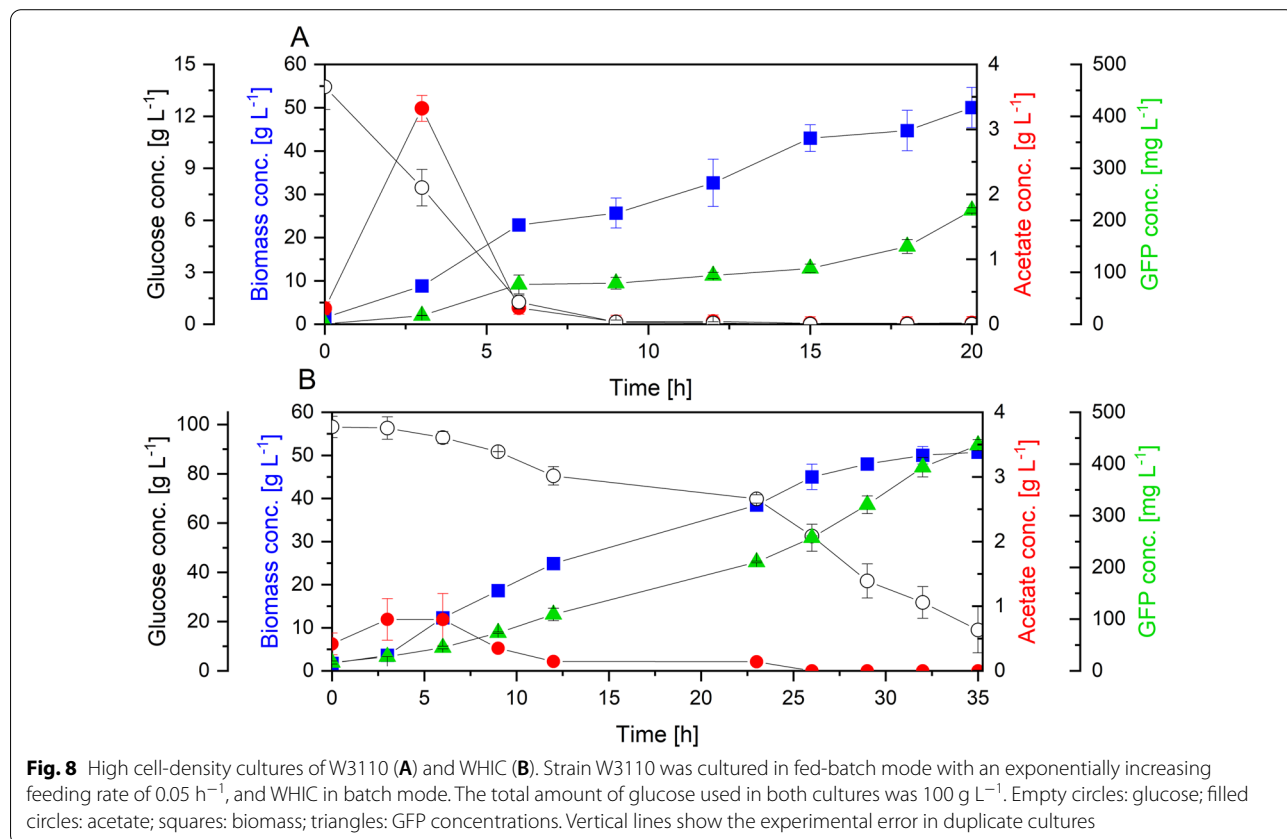 A
Glucose conc. [g L⁻¹]
15
12
9
6
3
0
Biomass conc. [g L⁻¹]
60
50
40
30
20
10
0
4
3
2
1
0
Acetate conc. [g L⁻¹]
500
400
300
200
100
0
GFP conc. [mg L⁻¹]
0 5 10 15 20
Time [h]
B
Glucose conc. [g L⁻¹]
100
80
60
40
20
0
Biomass conc. [g L⁻¹]
60
50
40
30
20
10
0
4
3
2
1
0
Acetate conc. [g L⁻¹]
500
400
300
200
100
0
GFP conc. [mg L⁻¹]
0 5 10 15 20 25 30 35
Time [h]
Fig. 8 High cell-density cultures of W3110 (A) and WHIC (B). Strain W3110 was cultured in fed-batch mode with an exponentially increasing
feeding rate of 0.05 h⁻¹, and WHIC in batch mode. The total amount of glucose used in both cultures was 100 g L⁻¹. Empty circles: glucose; filled
circles: acetate; squares: biomass; triangles: GFP concentrations. Vertical lines show the experimental error in duplicate cultures